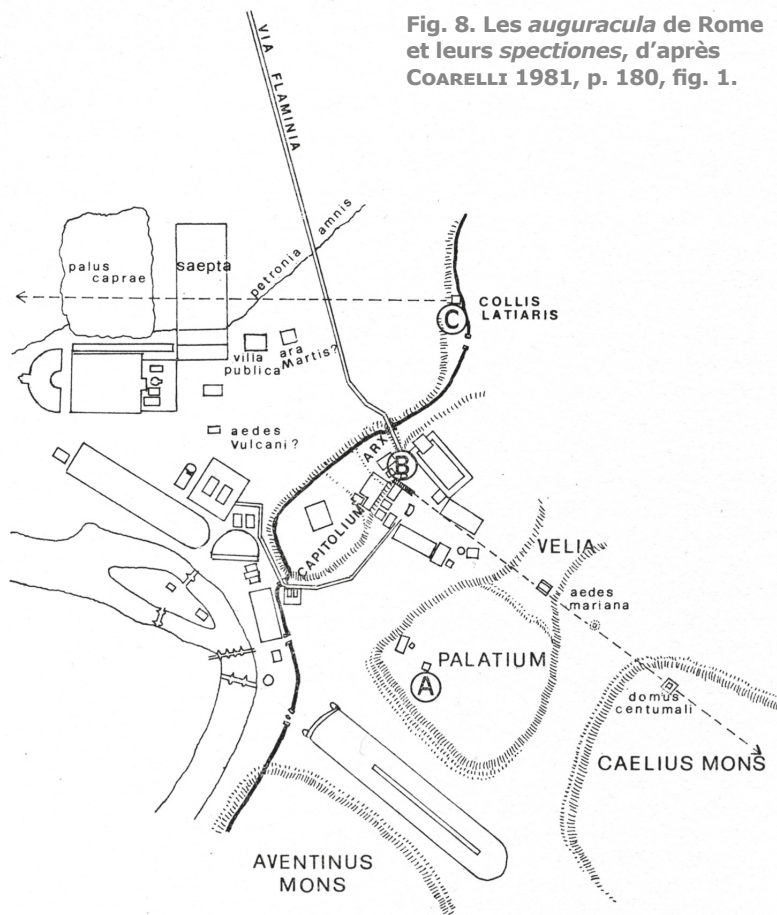 Fig. 8. Les auguracula de Rome
et leurs spectiones, d’après
COARELLI 1981, p. 180, fig. 1.
VIA FLAMINIA
petronia amnis
palus
caprae
saepta
COLLIS
LATIARIS
C
villa
publica
ara
Martis?
aedes
Vulcani?
ARX
B
CAPITOLIUM
VELIA
aedes
mariana
PALATIUM
A
domus
centumali
CAELIUS MONS
AVENTINUS
MONS